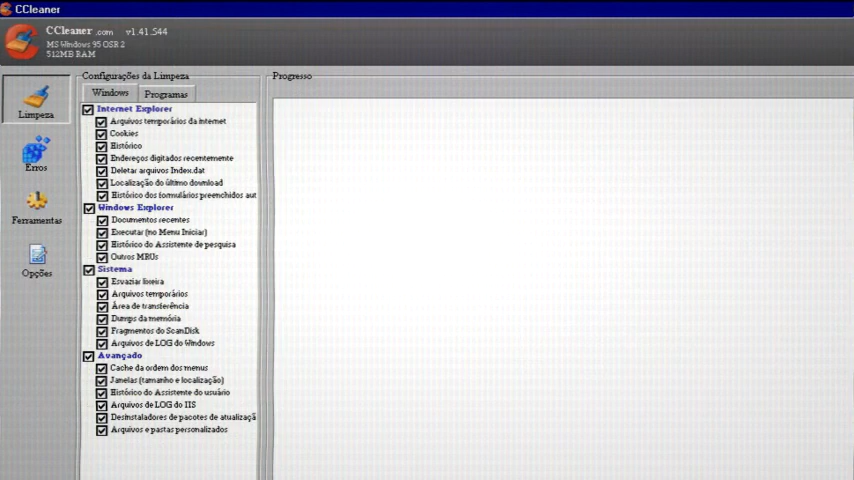 CCleaner
CCleaner .com v1.41.544
MS Windows 95 OSR 2
512MB RAM
Limpeza
Erros
Ferramentas
Opções
Configurações da Limpeza
Windows Programas
Internet Explorer
Arquivos temporários da internet
Cookies
Histórico
Endereços digitados recentemente
Deletar arquivos Index.dat
Localização do último download
Histórico dos formulários preenchidos aut
Windows Explorer
Documentos recentes
Executar (no Menu Iniciar)
Histórico do Assistente de pesquisa
Outros MRUs
Sistema
Esvaziar lixeira
Arquivos temporários
Área de transferência
Dumps da memória
Fragmentos do ScanDisk
Arquivos de LOG do Windows
Avançado
Cache da ordem dos menus
Janelas (tamanho e localização)
Histórico do Assistente do usuário
Arquivos de LOG do IIS
Desinstaladores de pacotes de atualizaçã
Arquivos e pastas personalizados
Progresso